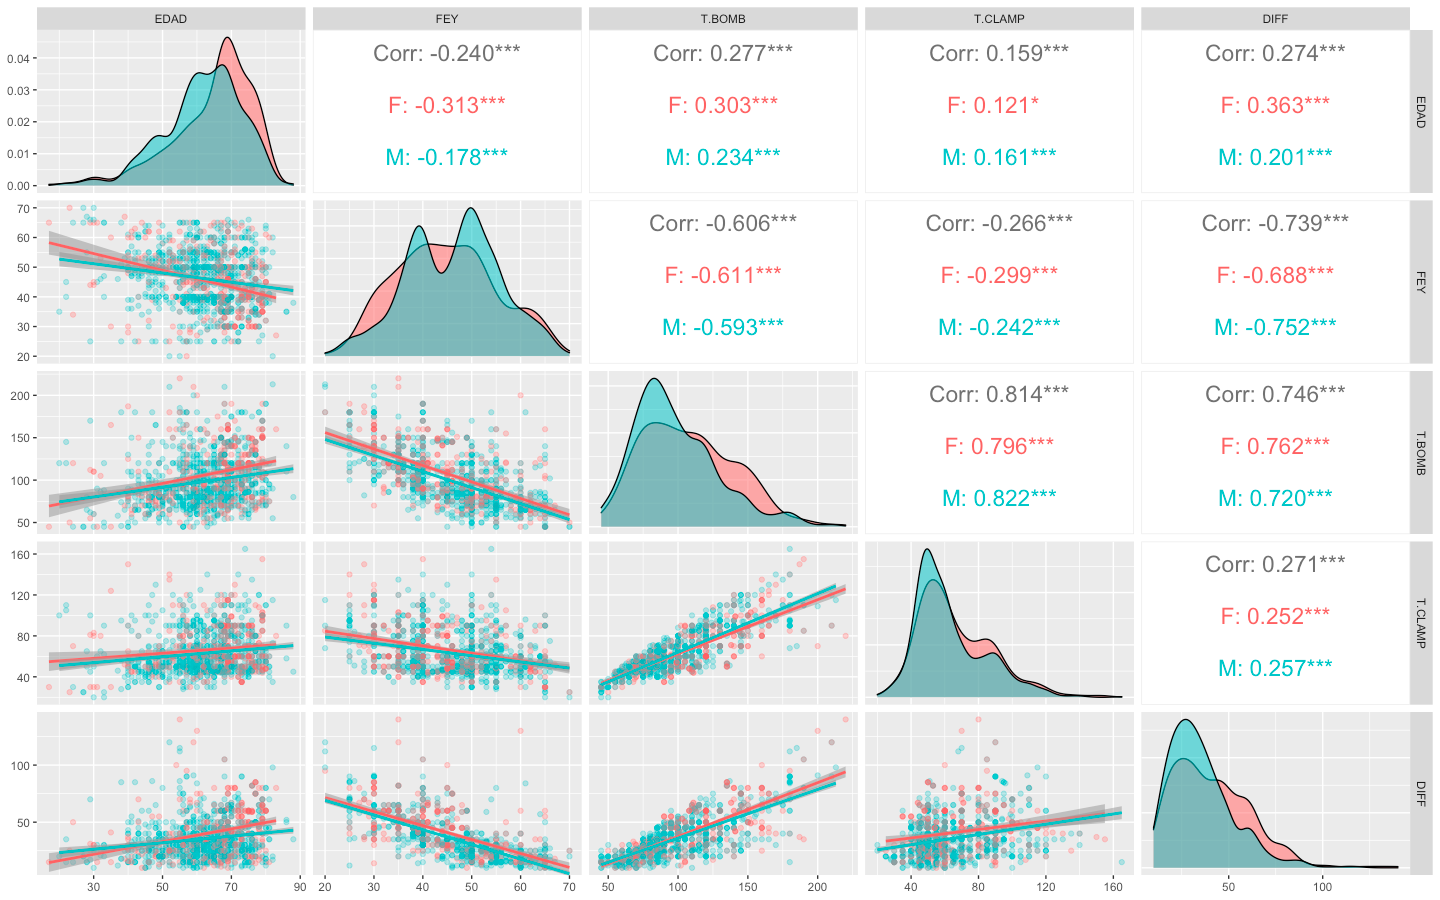 EDAD FEY T.BOMB T.CLAMP DIFF
0.04
0.03
0.02
0.01
0.00
Corr: -0.240*** Corr: 0.277*** Corr: 0.159*** Corr: 0.274***
F: -0.313*** F: 0.303*** F: 0.121* F: 0.363***
M: -0.178*** M: 0.234*** M: 0.161*** M: 0.201***
EDAD
70
60
50
40
30
20
Corr: -0.606*** Corr: -0.266*** Corr: -0.739***
F: -0.611*** F: -0.299*** F: -0.688***
M: -0.593*** M: -0.242*** M: -0.752***
FEY
200
150
100
50
Corr: 0.814*** Corr: 0.746***
F: 0.796*** F: 0.762***
M: 0.822*** M: 0.720***
T.BOMB
160
120
80
40
Corr: 0.271***
F: 0.252***
M: 0.257***
T.CLAMP
100
50
DIFF
30 50 70 90 20 30 40 50 60 70 50 100 150 200 40 80 120 160 50 100